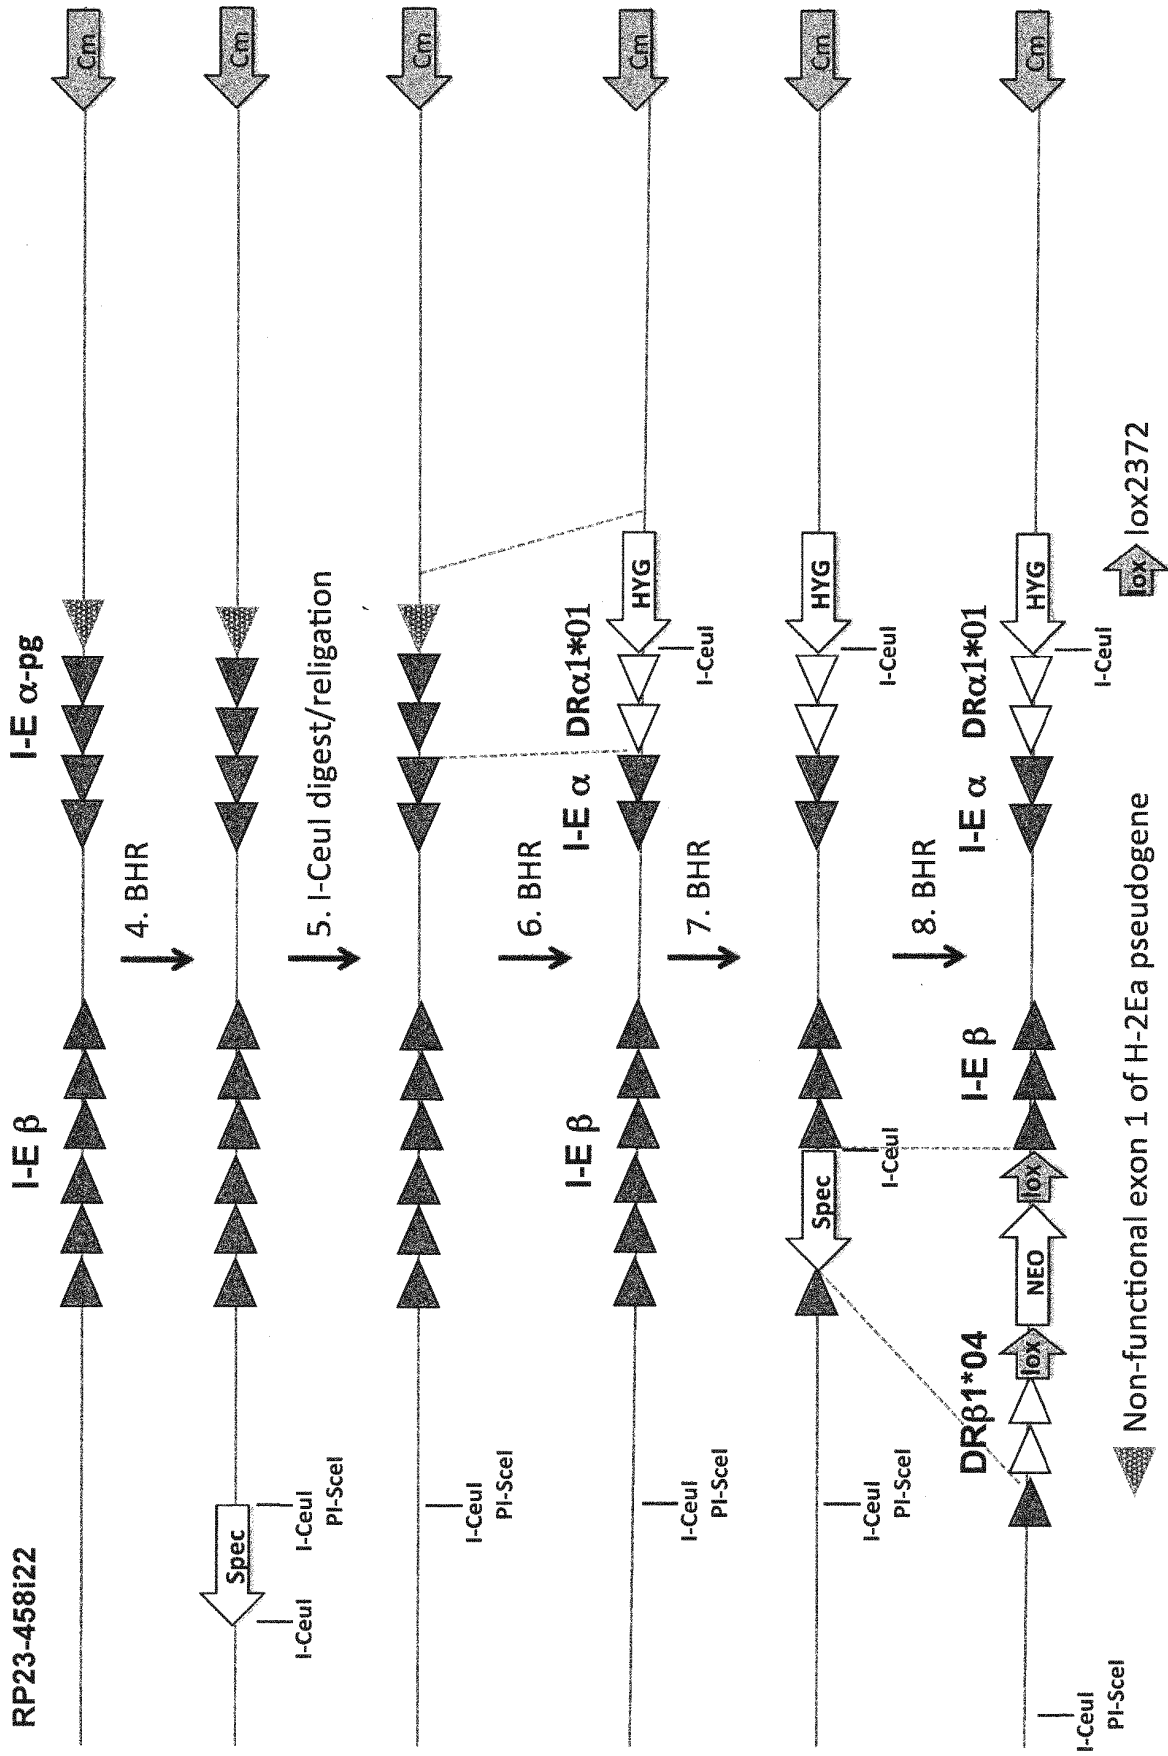 RP23-458i22
I-E β
I-E α-pg
Cm
4. BHR
Spec
Cm
I-CeuI
I-CeuI
PI-SceI
5. I-CeuI digest/religation
Cm
I-CeuI
PI-SceI
6. BHR
I-E β
I-E α
DRα1*01
HYG
Cm
I-CeuI
PI-SceI
I-CeuI
7. BHR
Spec
HYG
Cm
I-CeuI
PI-SceI
I-CeuI
I-CeuI
8. BHR
DRβ1*04
I-E β
I-E α
DRα1*01
lox
NEO
lox
HYG
Cm
I-CeuI
PI-SceI
I-CeuI
Non-functional exon 1 of H-2Ea pseudogene
lox
lox2372